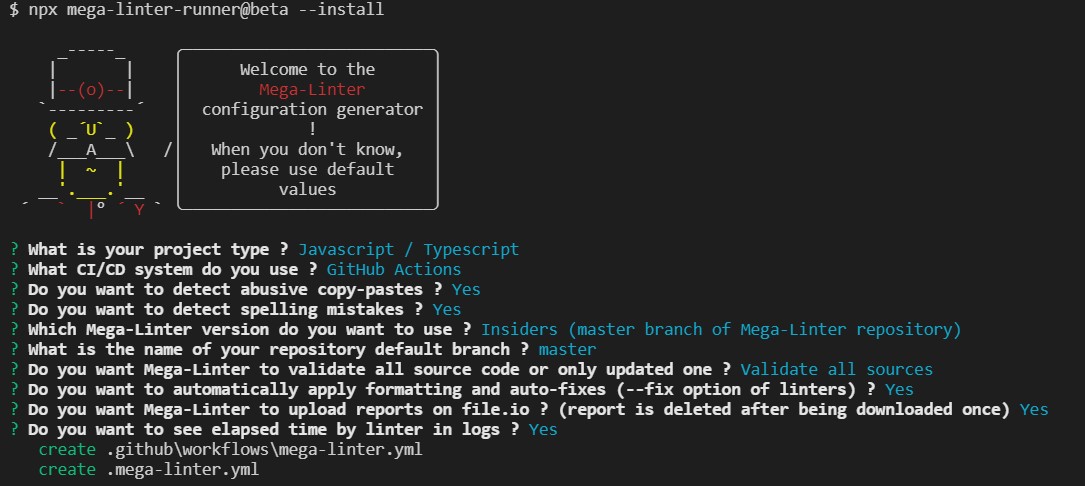 $ npx mega-linter-runner@beta --install
Welcome to the
Mega-Linter
configuration generator
!
When you don't know,
please use default
values
? What is your project type ? Javascript / Typescript
? What CI/CD system do you use ? GitHub Actions
? Do you want to detect abusive copy-pastes ? Yes
? Do you want to detect spelling mistakes ? Yes
? Which Mega-Linter version do you want to use ? Insiders (master branch of Mega-Linter repository)
? What is the name of your repository default branch ? master
? Do you want Mega-Linter to validate all source code or only updated one ? Validate all sources
? Do you want to automatically apply formatting and auto-fixes (--fix option of linters) ? Yes
? Do you want Mega-Linter to upload reports on file.io ? (report is deleted after being downloaded once) Yes
? Do you want to see elapsed time by linter in logs ? Yes
create .github\workflows\mega-linter.yml
create .mega-linter.yml